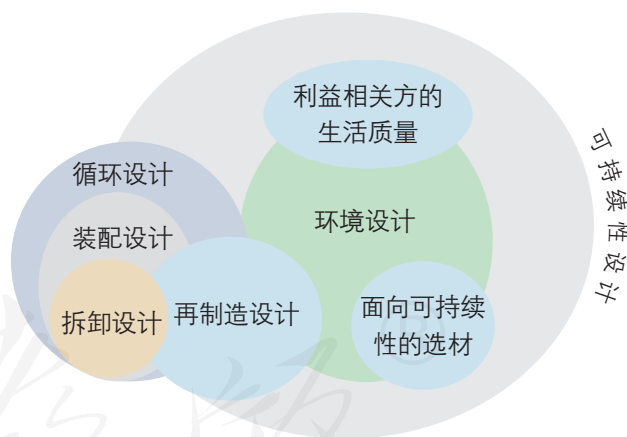 利益相关方的
生活质量
可持续性设计
循环设计
环境设计
装配设计
拆卸设计
再制造设计
面向可持续
性的选材